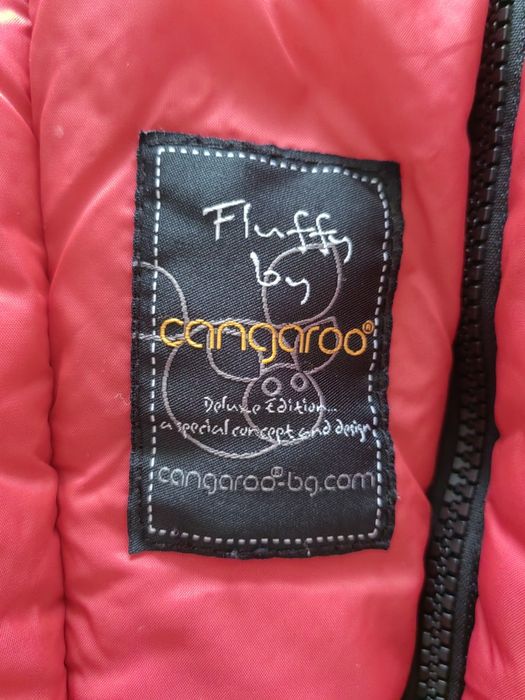 Fluffy
by
cangaroo®
Deluxe Edition...
a special concept and design
cangaroo®-bg.com